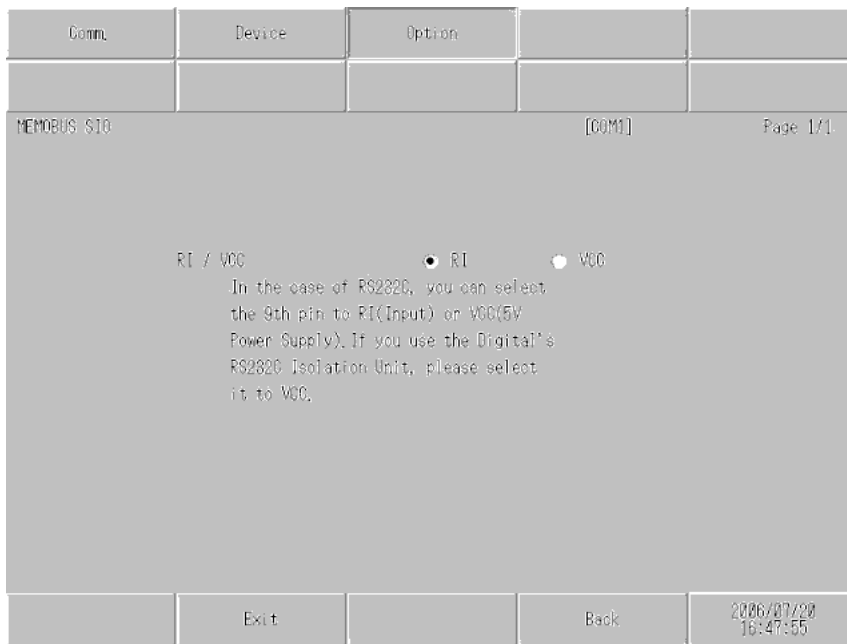 Comm. Device Option
MEMOBUS SIO [COM1] Page 1/1
RI / VCC RI VCC
In the case of RS232C, you can select
the 9th pin to RI(Input) or VCC(5V
Power Supply). If you use the Digital's
RS232C Isolation Unit, please select
it to VCC.
Exit Back 2006/07/20
16:47:55